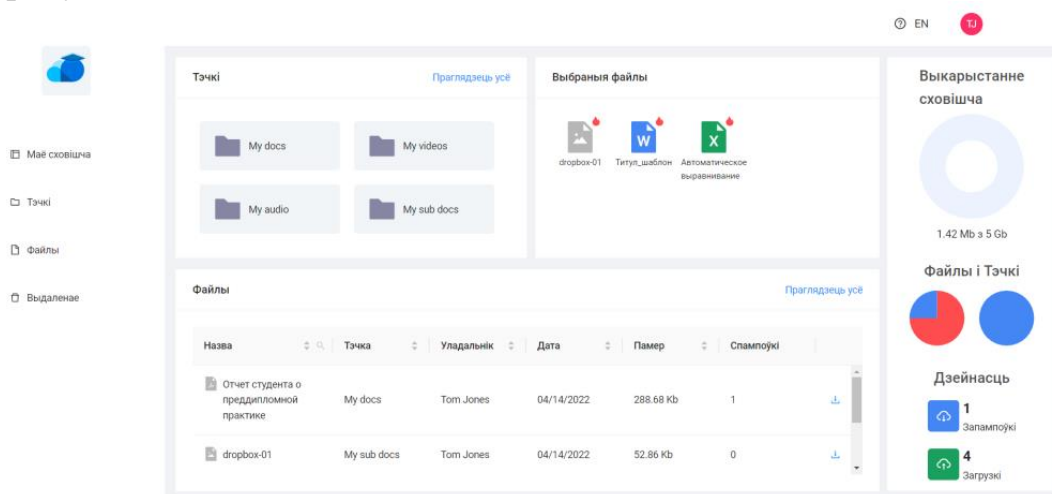 EN
TJ
Маё сховішча
Тэчкі
Файлы
Выдаленае
Тэчкі
Праглядзець усё
My docs
My videos
My audio
My sub docs
Выбраныя файлы
dropbox-01
Титул_шаблон
Автоматическое
выравнивание
Файлы
Праглядзець усё
Назва Тэчка Уладальнік Дата Памер Спампоўкі
Отчет студента о
преддипломной
практике
My docs Tom Jones 04/14/2022 288.68 Kb 1
dropbox-01 My sub docs Tom Jones 04/14/2022 52.86 Kb 0
Выкарыстанне
сховішча
1.42 Mb з 5 Gb
Файлы і Тэчкі
Дзейнасць
1
Запампоўкі
4
Загрузкі